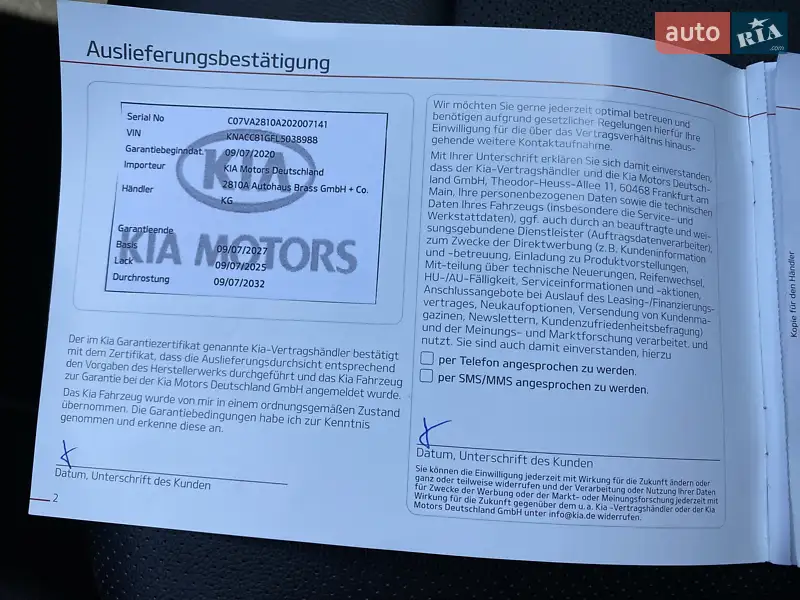 auto RIA .com
Auslieferungsbestätigung
Serial No C07VA2810A202007141
VIN KNACC81GFL5038988
Garantiebeginndat. 09/07/2020
Importeur KIA Motors Deutschland
Händler 2810A Autohaus Brass GmbH + Co.
KG
KIA
Garantieende
Basis 09/07/2027
KIA MOTORS
Lack 09/07/2025
Durchrostung 09/07/2032
Der im Kia Garantiezertifikat genannte Kia-Vertragshändler bestätigt
mit dem Zertifikat, dass die Auslieferungsdurchsicht entsprechend
den Vorgaben des Herstellerwerks durchgeführt und das Kia Fahrzeug
zur Garantie bei der Kia Motors Deutschland GmbH angemeldet wurde.
Das Kia Fahrzeug wurde von mir in einem ordnungsgemäßen Zustand
übernommen. Die Garantiebedingungen habe ich zur Kenntnis
genommen und erkenne diese an.
Datum, Unterschrift des Kunden
2
Wir möchten Sie gerne jederzeit optimal betreuen und
benötigen aufgrund gesetzlicher Regelungen hierfür Ihre
Einwilligung für die über das Vertragsverhältnis hinaus-
gehende weitere Kontaktaufnahme.
Mit Ihrer Unterschrift erklären Sie sich damit einverstanden,
dass der Kia-Vertragshändler und die Kia Motors Deutsch-
land GmbH, Theodor-Heuss-Allee 11, 60468 Frankfurt am
Main, Ihre personenbezogenen Daten sowie die technischen
Daten Ihres Fahrzeugs (insbesondere die Service- und
Werkstattdaten), ggf. auch durch an beauftragte und wei-
sungsgebundene Dienstleister (Auftragsdatenverarbeiter),
zum Zwecke der Direktwerbung (z. B. Kundeninformation
und -betreuung, Einladung zu Produktvorstellungen,
Mit-teilung über technische Neuerungen, Reifenwechsel,
HU-/AU-Fälligkeit, Serviceinformationen und -aktionen,
Anschlussangebote bei Auslauf des Leasing-/Finanzierungs-
vertrages, Neukaufoptionen, Versendung von Kundenma-
gazinen, Newslettern, Kundenzufriedenheitsbefragung)
und der Meinungs- und Marktforschung verarbeitet und
nutzt. Sie sind auch damit einverstanden, hierzu
per Telefon angesprochen zu werden.
per SMS/MMS angesprochen zu werden.
Datum, Unterschrift des Kunden
Sie können die Einwilligung jederzeit mit Wirkung für die Zukunft ändern oder
ganz oder teilweise widerrufen und der Verarbeitung oder Nutzung Ihrer Daten
für Zwecke der Werbung oder der Markt- oder Meinungsforschung jederzeit mit
Wirkung für die Zukunft gegenüber dem u. a. Kia -Vertragshändler oder der Kia
Motors Deutschland GmbH unter info@kia.de widerrufen.
Kopie für den Händler